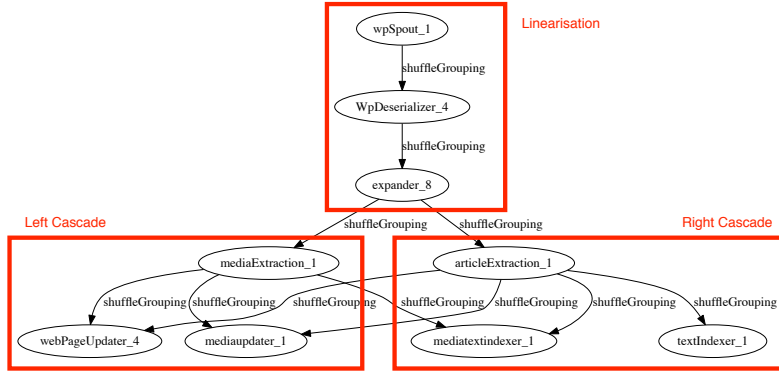 wpSpout_1
Linearisation
shuffleGrouping
WpDeserializer_4
shuffleGrouping
expander_8
Left Cascade
Right Cascade
shuffleGrouping
shuffleGrouping
mediaExtraction_1
articleExtraction_1
shuffleGrouping
shuffleGrouping
shuffleGrouping
shuffleGrouping
shuffleGrouping
shuffleGrouping
shuffleGrouping
webPageUpdater_4
mediaupdater_1
mediatextindexer_1
textIndexer_1